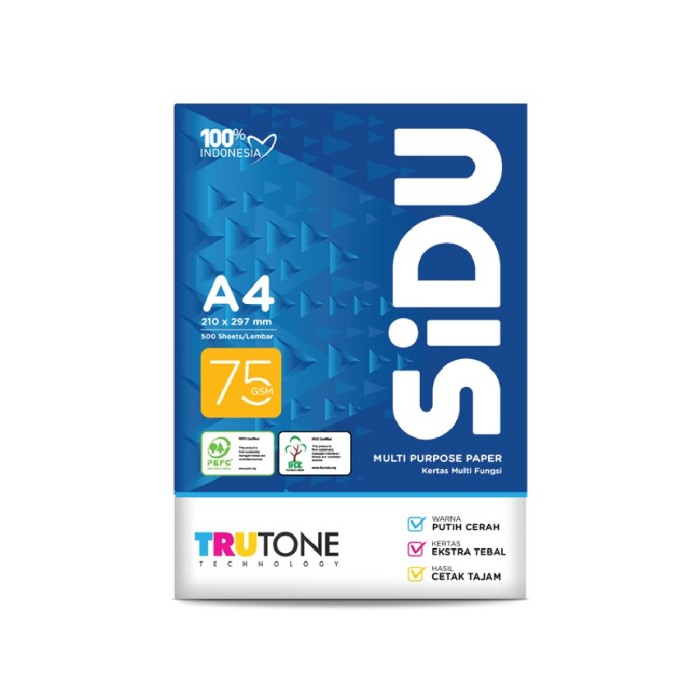 100%
INDONESIA
SiDU
A4
210 x 297 mm
500 Sheets/Lembar
75
GSM
PEFC
IFCC
MULTI PURPOSE PAPER
Kertas Multi Fungsi
TRUTONE
TECHNOLOGY
WARNA
PUTIH CERAH
KERTAS
EKSTRA TEBAL
HASIL
CETAK TAJAM